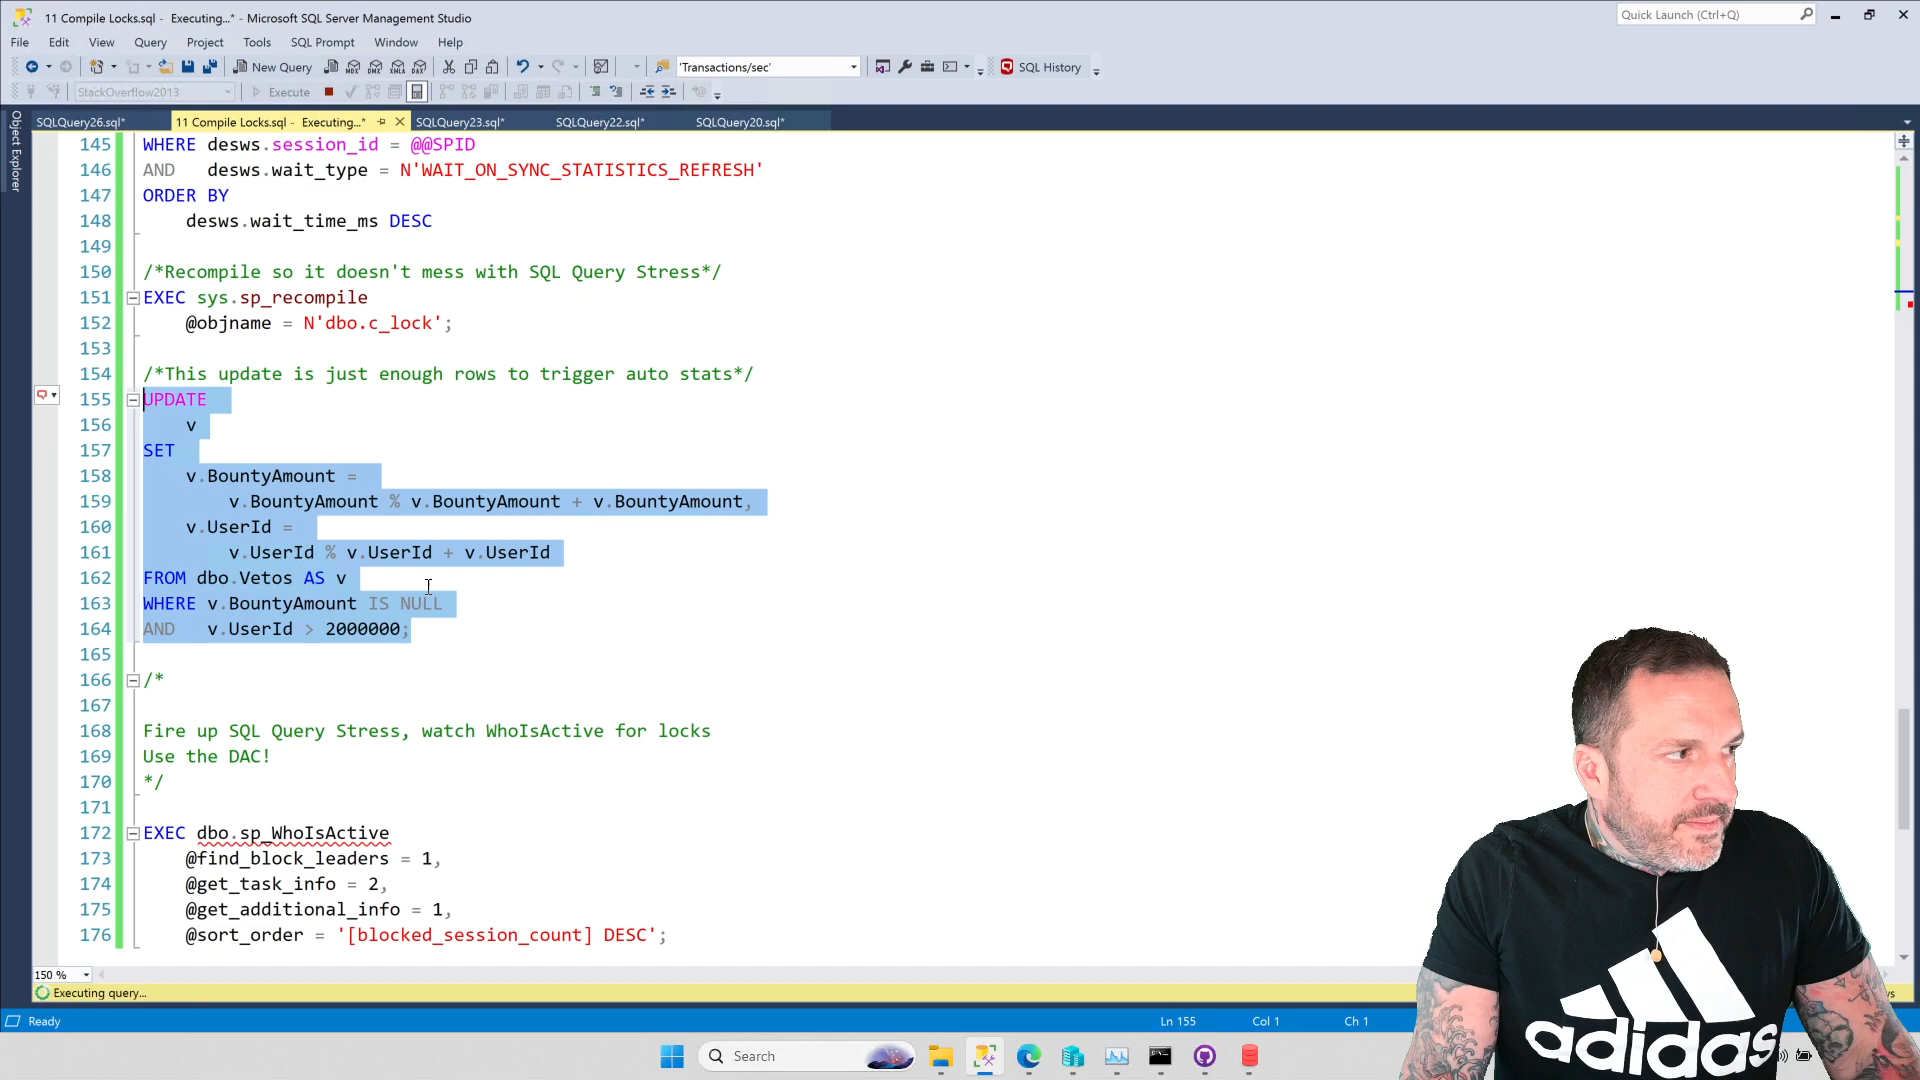 11 Compile Locks.sql - Executing...* - Microsoft SQL Server Management Studio
Quick Launch (Ctrl+Q)
File Edit View Query Project Tools SQL Prompt Window Help
New Query
MDX DMX XMLA DAX
'Transactions/sec'
SQL History
StackOverflow2013
Execute
Object Explorer
SQLQuery26.sql* 11 Compile Locks.sql - Executing...* SQLQuery23.sql* SQLQuery22.sql* SQLQuery20.sql*
145 WHERE desws.session_id = @@SPID
146 AND desws.wait_type = N'WAIT_ON_SYNC_STATISTICS_REFRESH'
147 ORDER BY
148 desws.wait_time_ms DESC
149
150 /*Recompile so it doesn't mess with SQL Query Stress*/
151 EXEC sys.sp_recompile
152 @objname = N'dbo.c_lock';
153
154 /*This update is just enough rows to trigger auto stats*/
155 UPDATE
156 v
157 SET
158 v.BountyAmount =
159 v.BountyAmount % v.BountyAmount + v.BountyAmount,
160 v.UserId =
161 v.UserId % v.UserId + v.UserId
162 FROM dbo.Vetos AS v
163 WHERE v.BountyAmount IS NULL
164 AND v.UserId > 2000000;
165
166 /*
167
168 Fire up SQL Query Stress, watch WhoIsActive for locks
169 Use the DAC!
170 */
171
172 EXEC dbo.sp_WhoIsActive
173 @find_block_leaders = 1,
174 @get_task_info = 2,
175 @get_additional_info = 1,
176 @sort_order = '[blocked_session_count] DESC';
150 %
Executing query...
Ready
Ln 155 Col 1 Ch 1
Search
adidas